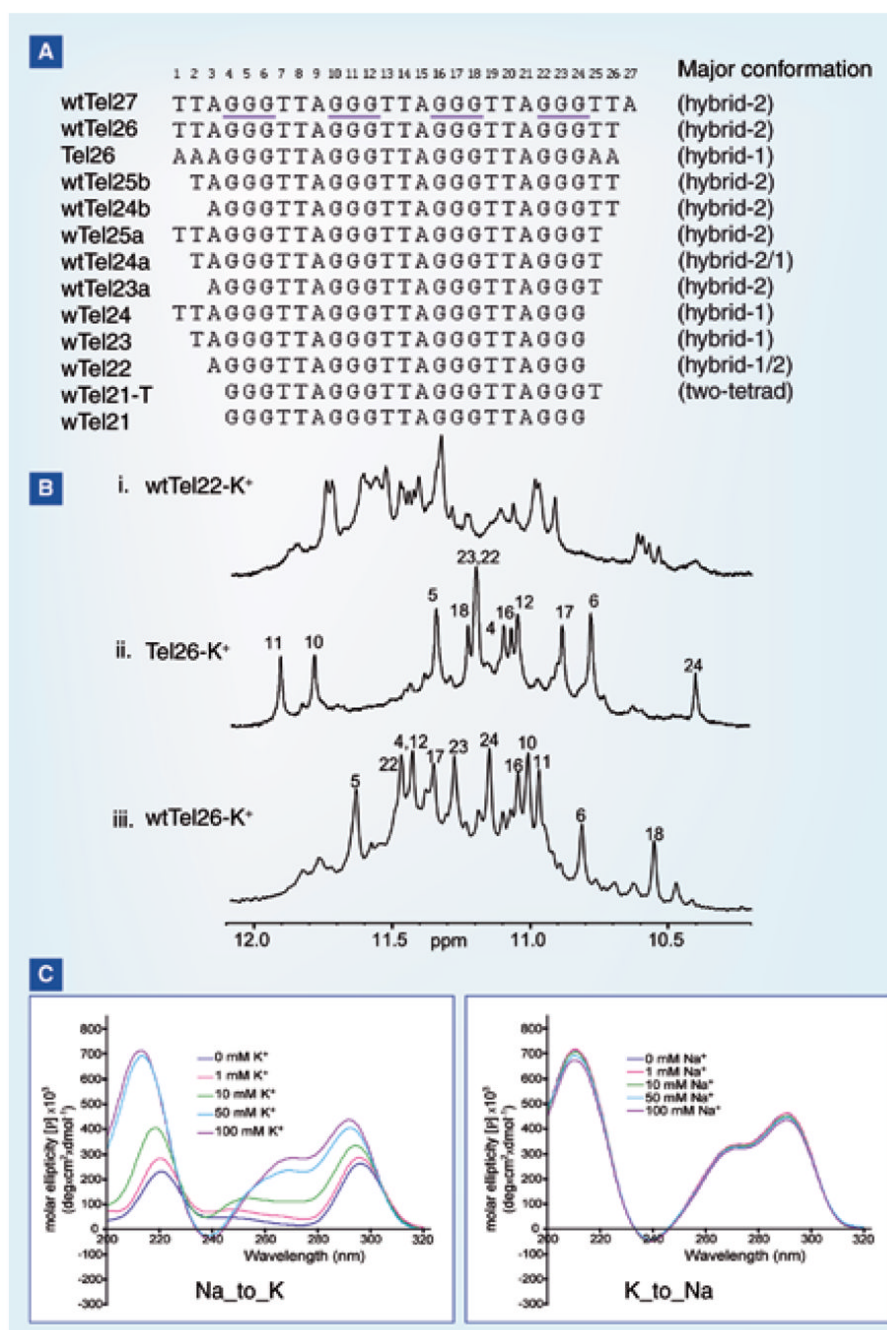 A
1 2 3 4 5 6 7 8 9 10 11 12 13 14 15 16 17 18 19 20 21 22 23 24 25 26 27
Major conformation
wtTel27 TTAGGGTTAGGGTTAGGGTTAGGGTTA (hybrid-2)
wtTel26 TTAGGGTTAGGGTTAGGGTTAGGGTT (hybrid-2)
Tel26 AAAGGGTTAGGGTTAGGGTTAGGGAA (hybrid-1)
wtTel25b TAGGGTTAGGGTTAGGGTTAGGGTT (hybrid-2)
wtTel24b AGGGTTAGGGTTAGGGTTAGGGTT (hybrid-2)
wTel25a TTAGGGTTAGGGTTAGGGTTAGGGT (hybrid-2)
wtTel24a TAGGGTTAGGGTTAGGGTTAGGGT (hybrid-2/1)
wtTel23a AGGGTTAGGGTTAGGGTTAGGGT (hybrid-2)
wTel24 TTAGGGTTAGGGTTAGGGTTAGGG (hybrid-1)
wTel23 TAGGGTTAGGGTTAGGGTTAGGG (hybrid-1)
wTel22 AGGGTTAGGGTTAGGGTTAGGG (hybrid-1/2)
wTel21-T GGGTTAGGGTTAGGGTTAGGGT (two-tetrad)
wTel21 GGGTTAGGGTTAGGGTTAGGG
B
i. wtTel22-K⁺
ii. Tel26-K⁺
11 10 5 18 23,22 4 16 12 17 6 24
iii. wtTel26-K⁺
5 22 4,12 17 23 24 16 10 11 6 18
12.0 11.5 ppm 11.0 10.5
C
molar ellipticity [μ] x10³
(degxcm²xdmol⁻¹)
800
700
600
500
400
300
200
100
0
-100
-200
-300
200 220 240 260 280 300 320
Wavelength (nm)
0 mM K⁺
1 mM K⁺
10 mM K⁺
50 mM K⁺
100 mM K⁺
Na_to_K
(degxcm²xdmol⁻¹)
800
700
600
500
400
300
200
100
0
-100
-200
-300
200 220 240 260 280 300 320
Wavelength (nm)
0 mM Na⁺
1 mM Na⁺
10 mM Na⁺
50 mM Na⁺
100 mM Na⁺
K_to_Na